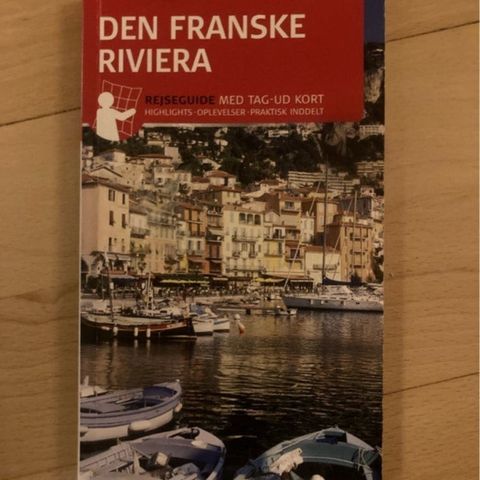 DEN FRANSKE
RIVIERA
REJSEGUIDE MED TAG-UD KORT
HIGHLIGHTS · OPLEVELSER · PRAKTISK INDDELT